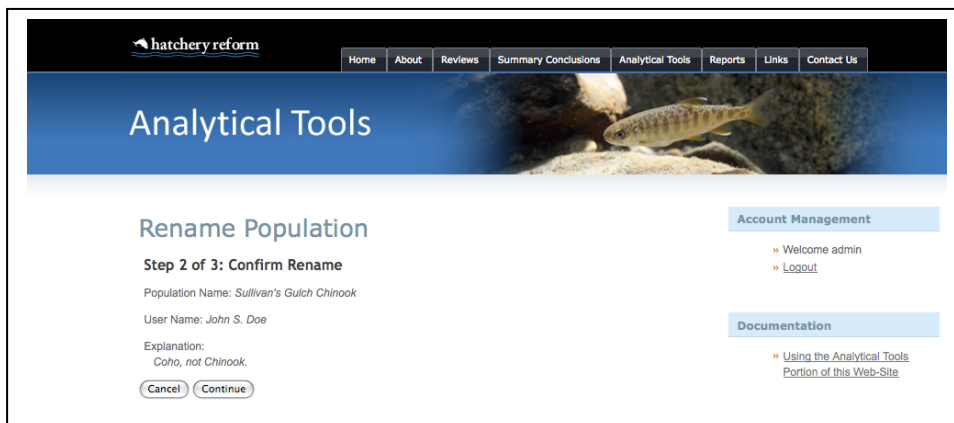 hatchery reform
Home About Reviews Summary Conclusions Analytical Tools Reports Links Contact Us
Analytical Tools
Rename Population
Step 2 of 3: Confirm Rename
Population Name: Sullivan's Gulch Chinook
User Name: John S. Doe
Explanation:
Coho, not Chinook.
Cancel Continue
Account Management
» Welcome admin
» Logout
Documentation
» Using the Analytical Tools
Portion of this Web-Site